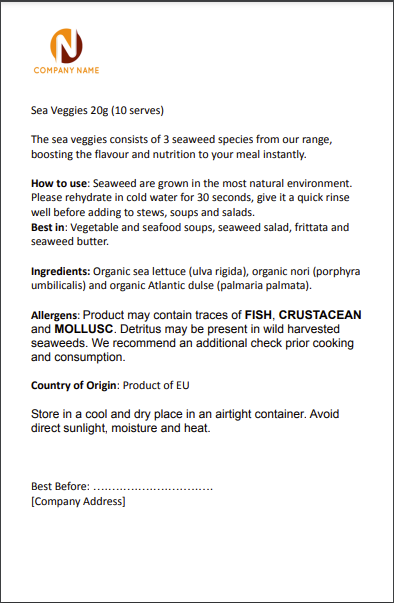 N
COMPANY NAME
Sea Veggies 20g (10 serves)
The sea veggies consists of 3 seaweed species from our range,
boosting the flavour and nutrition to your meal instantly.
How to use: Seaweed are grown in the most natural environment.
Please rehydrate in cold water for 30 seconds, give it a quick rinse
well before adding to stews, soups and salads.
Best in: Vegetable and seafood soups, seaweed salad, frittata and
seaweed butter.
Ingredients: Organic sea lettuce (ulva rigida), organic nori (porphyra
umbilicalis) and organic Atlantic dulse (palmaria palmata).
Allergens: Product may contain traces of FISH, CRUSTACEAN
and MOLLUSC. Detritus may be present in wild harvested
seaweeds. We recommend an additional check prior cooking
and consumption.
Country of Origin: Product of EU
Store in a cool and dry place in an airtight container. Avoid
direct sunlight, moisture and heat.
Best Before: ……………………………
[Company Address]